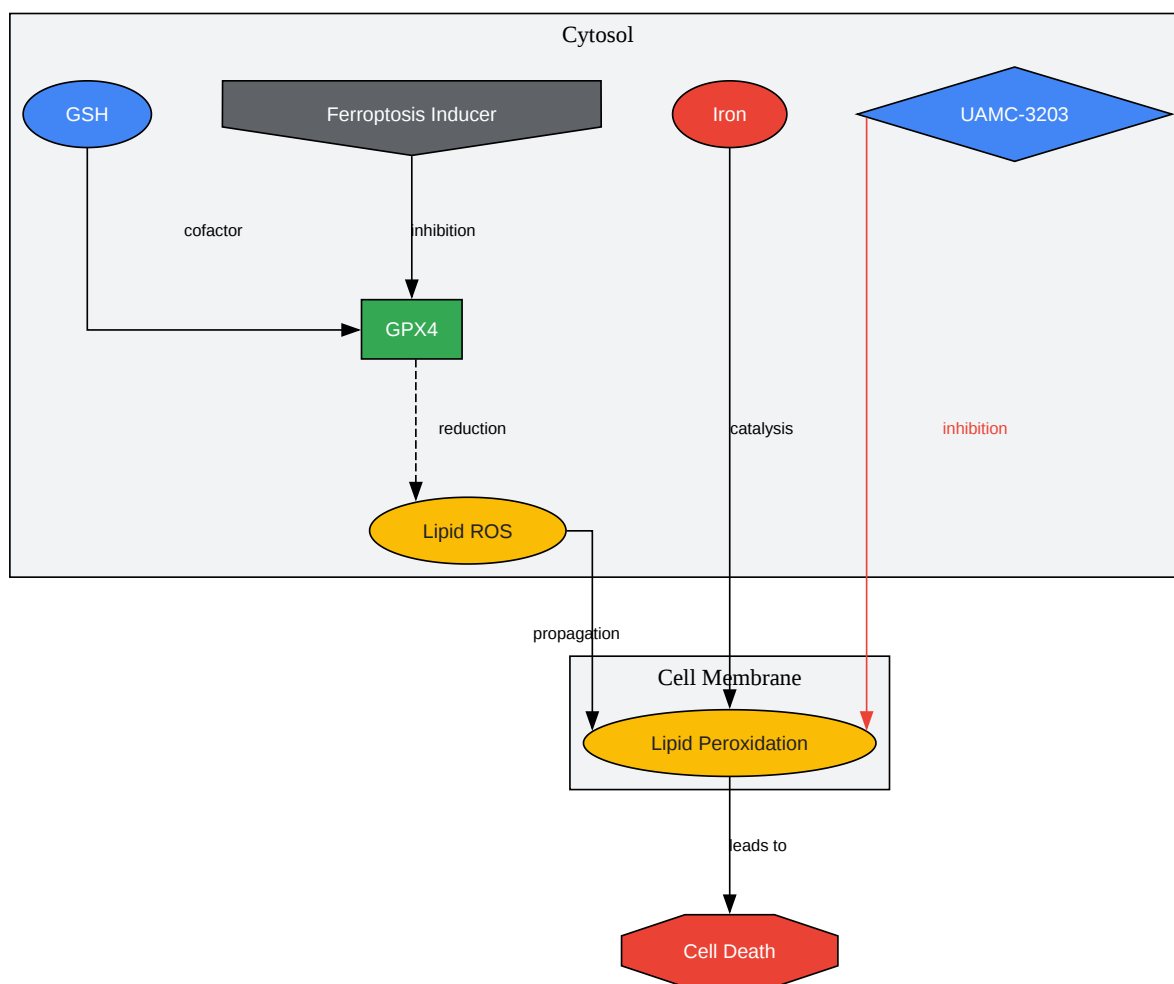 Cytosol
GSH
Ferroptosis Inducer
Iron
UAMC-3203
cofactor
inhibition
GPX4
reduction
catalysis
inhibition
Lipid ROS
propagation
Cell Membrane
Lipid Peroxidation
leads to
Cell Death